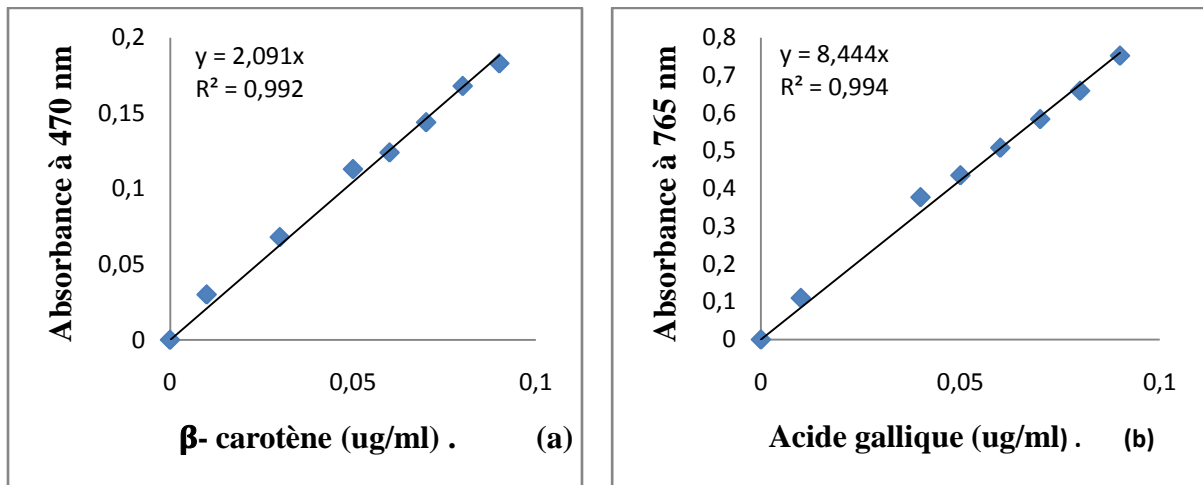 y = 2,091x
R² = 0,992
Absorbance à 470 nm
0,2
0,15
0,1
0,05
0
0
0,05
0,1
β- carotène (ug/ml) .
(a)
y = 8,444x
R² = 0,994
Absorbance à 765 nm
0,8
0,7
0,6
0,5
0,4
0,3
0,2
0,1
0
0
0,05
0,1
Acide gallique (ug/ml) .
(b)